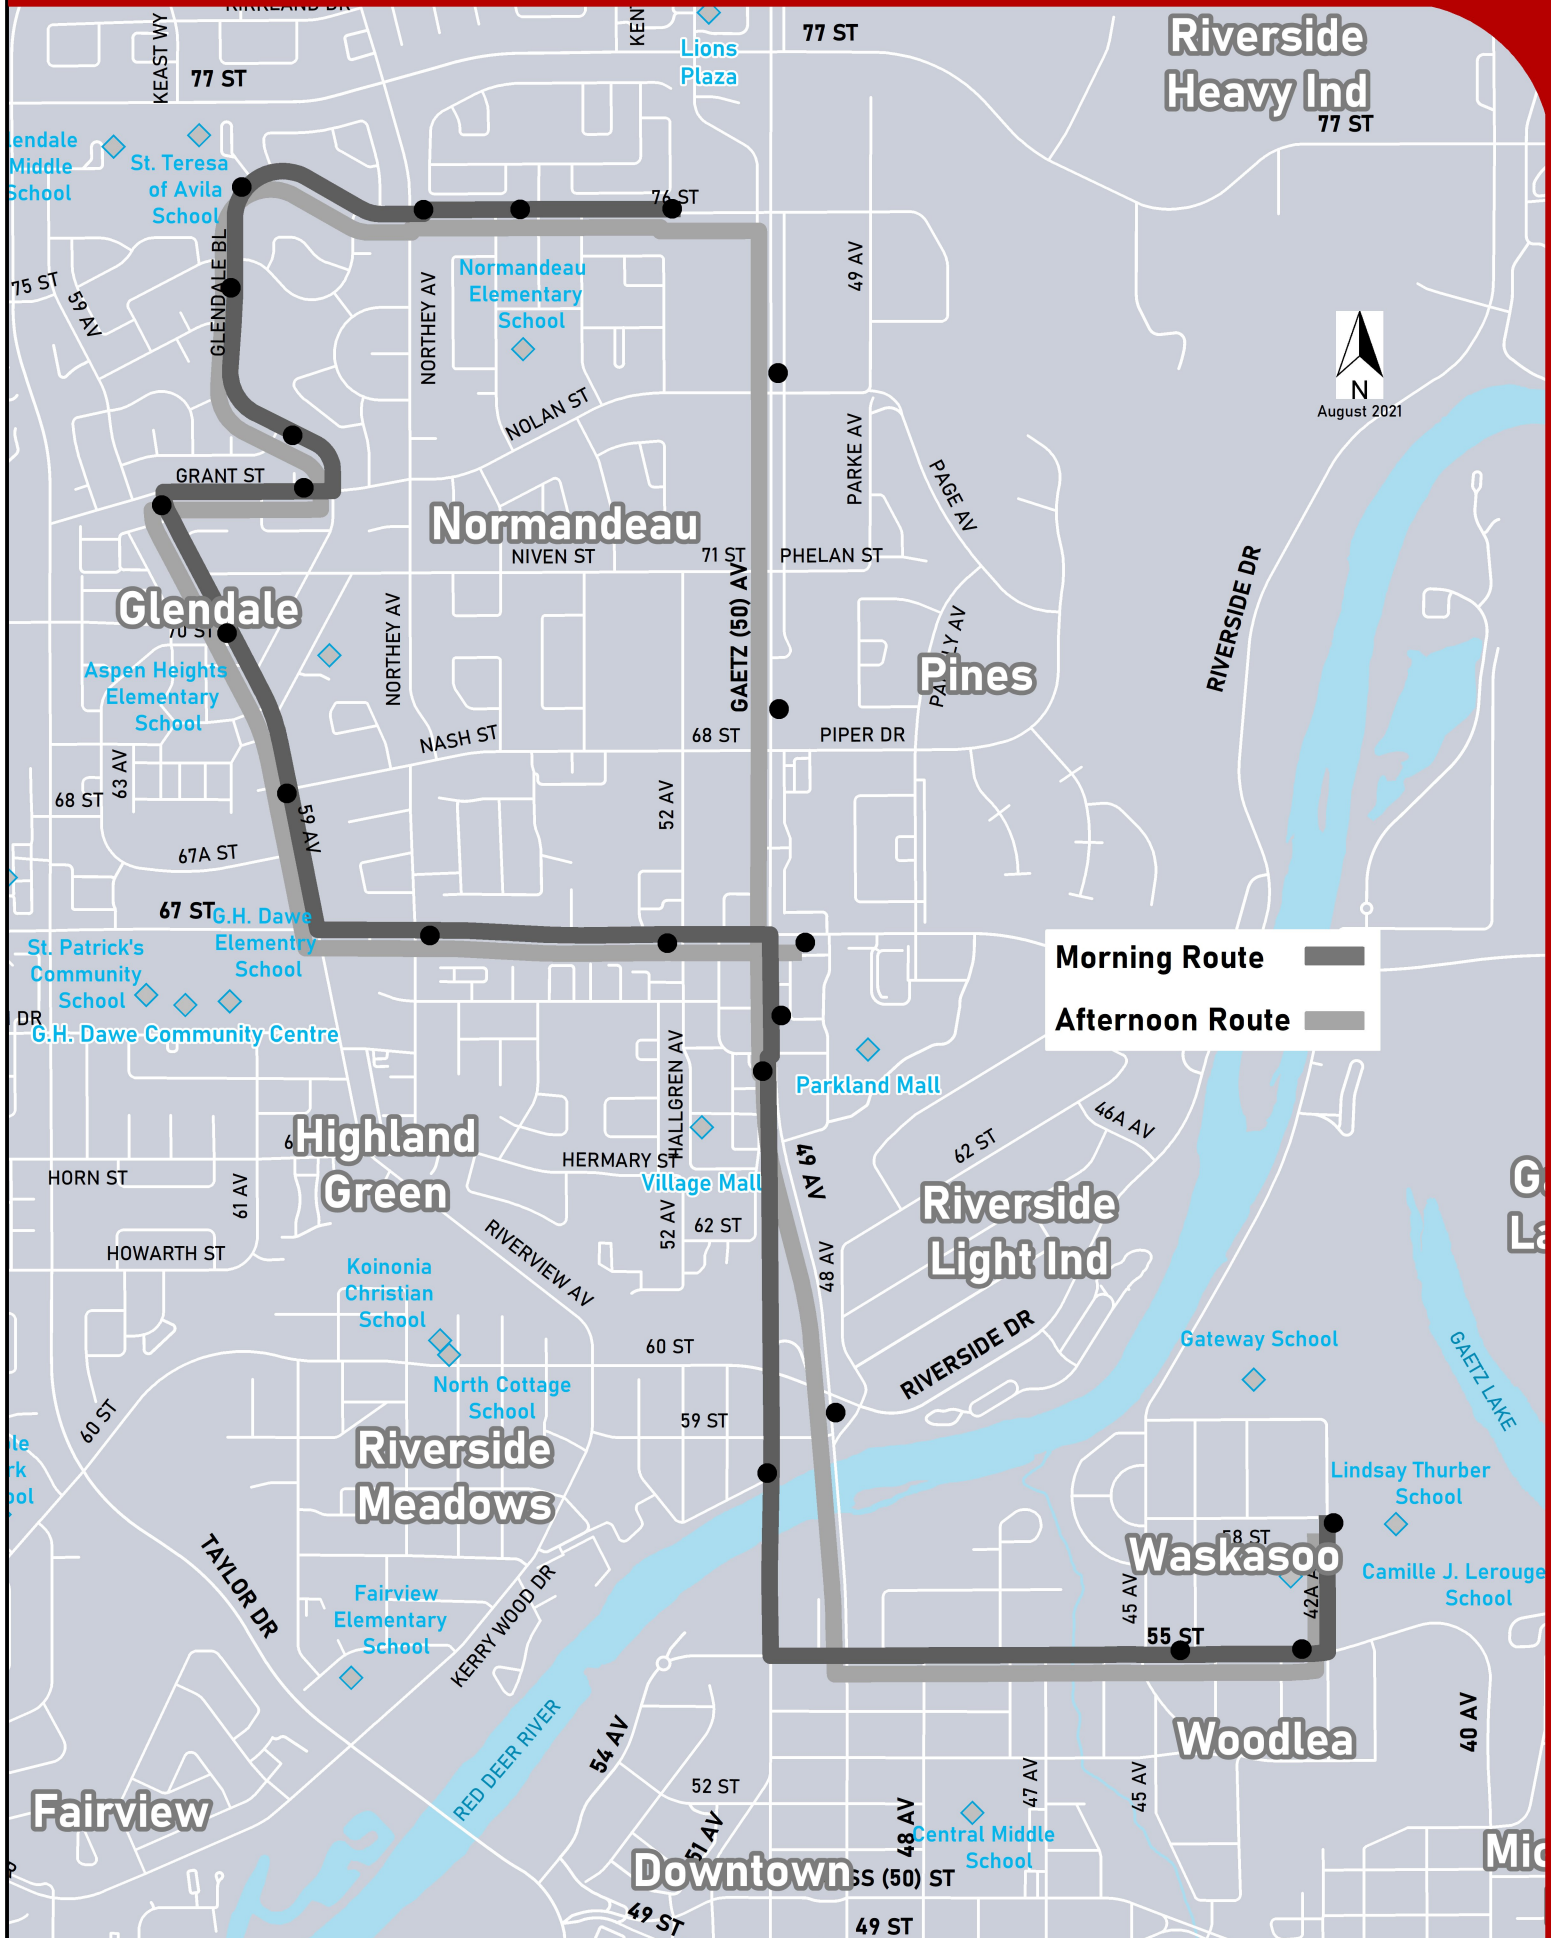 KIRKLAND DR
KEAST WY
KEN
Lions
Plaza
77 ST
77 ST
Riverside
Heavy Ind
77 ST
lendale
Middle
School
St. Teresa
of Avila
School
76 ST
GLENDALE BL
75 ST
59 AV
NORTHEY AV
Normandeau
Elementary
School
49 AV
N
August 2021
NOLAN ST
PARKE AV
PAGE AV
GRANT ST
Normandeau
NIVEN ST
71 ST
PHELAN ST
GAETZ (50) AV
RIVERSIDE DR
Glendale
70 ST
NORTHEY AV
Aspen Heights
Elementary
School
Pines
NASH ST
68 ST
PIPER DR
63 AV
68 ST
52 AV
59 AV
67A ST
67 ST
G.H. Dawe
Elementry
School
St. Patrick's
Community
School
DR
G.H. Dawe Community Centre
Morning Route
Afternoon Route
HALLGREN AV
Parkland Mall
46A AV
62 ST
Highland
Green
HERMARY ST
Village Mall
49 AV
HORN ST
61 AV
52 AV
62 ST
48 AV
Riverside
Light Ind
HOWARTH ST
RIVERVIEW AV
Koinonia
Christian
School
60 ST
RIVERSIDE DR
Gateway School
GAETZ LAKE
North Cottage
School
60 ST
59 ST
Riverside
Meadows
Lindsay Thurber
School
58 ST
Waskasoo
42A A
Camille J. Lerouge
School
TAYLOR DR
Fairview
Elementary
School
KERRY WOOD DR
45 AV
55 ST
RED DEER RIVER
54 AV
Woodlea
40 AV
52 ST
47 AV
45 AV
Fairview
51 AV
48 AV
Central Middle
School
Downtown
SS (50) ST
Mic
49 ST
49 ST